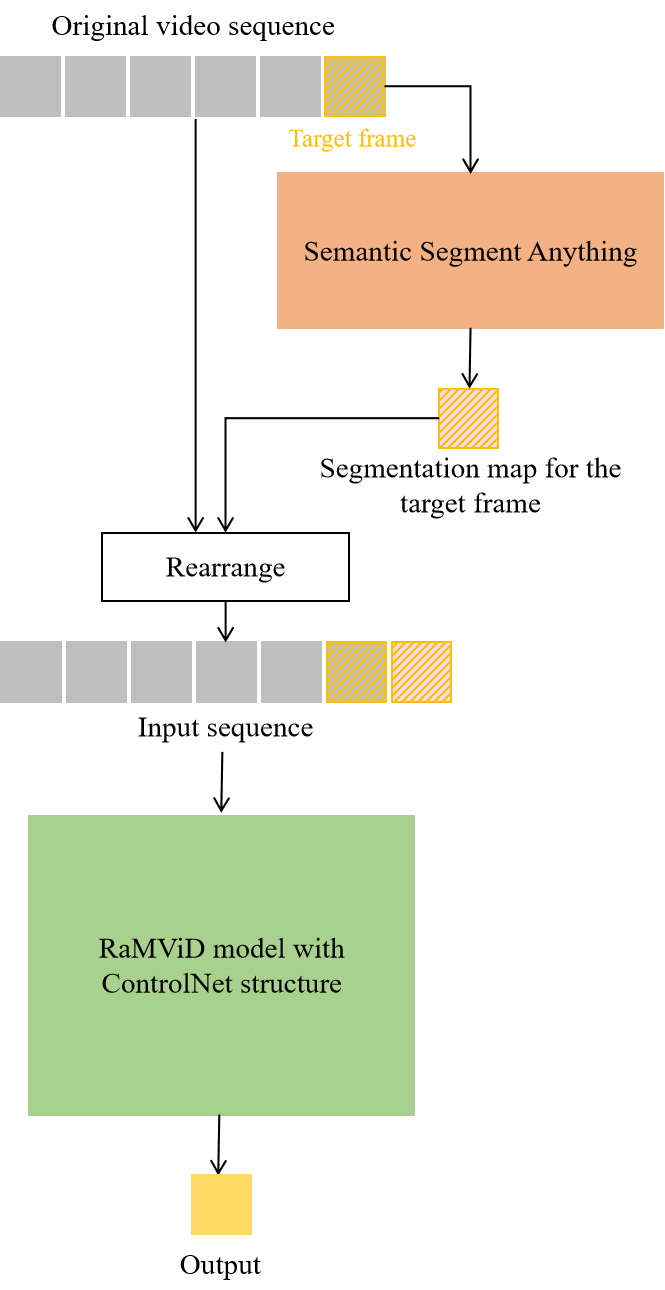 Original video sequence
Target frame
Semantic Segment Anything
Segmentation map for the
target frame
Rearrange
Input sequence
RaMViD model with
ControlNet structure
Output